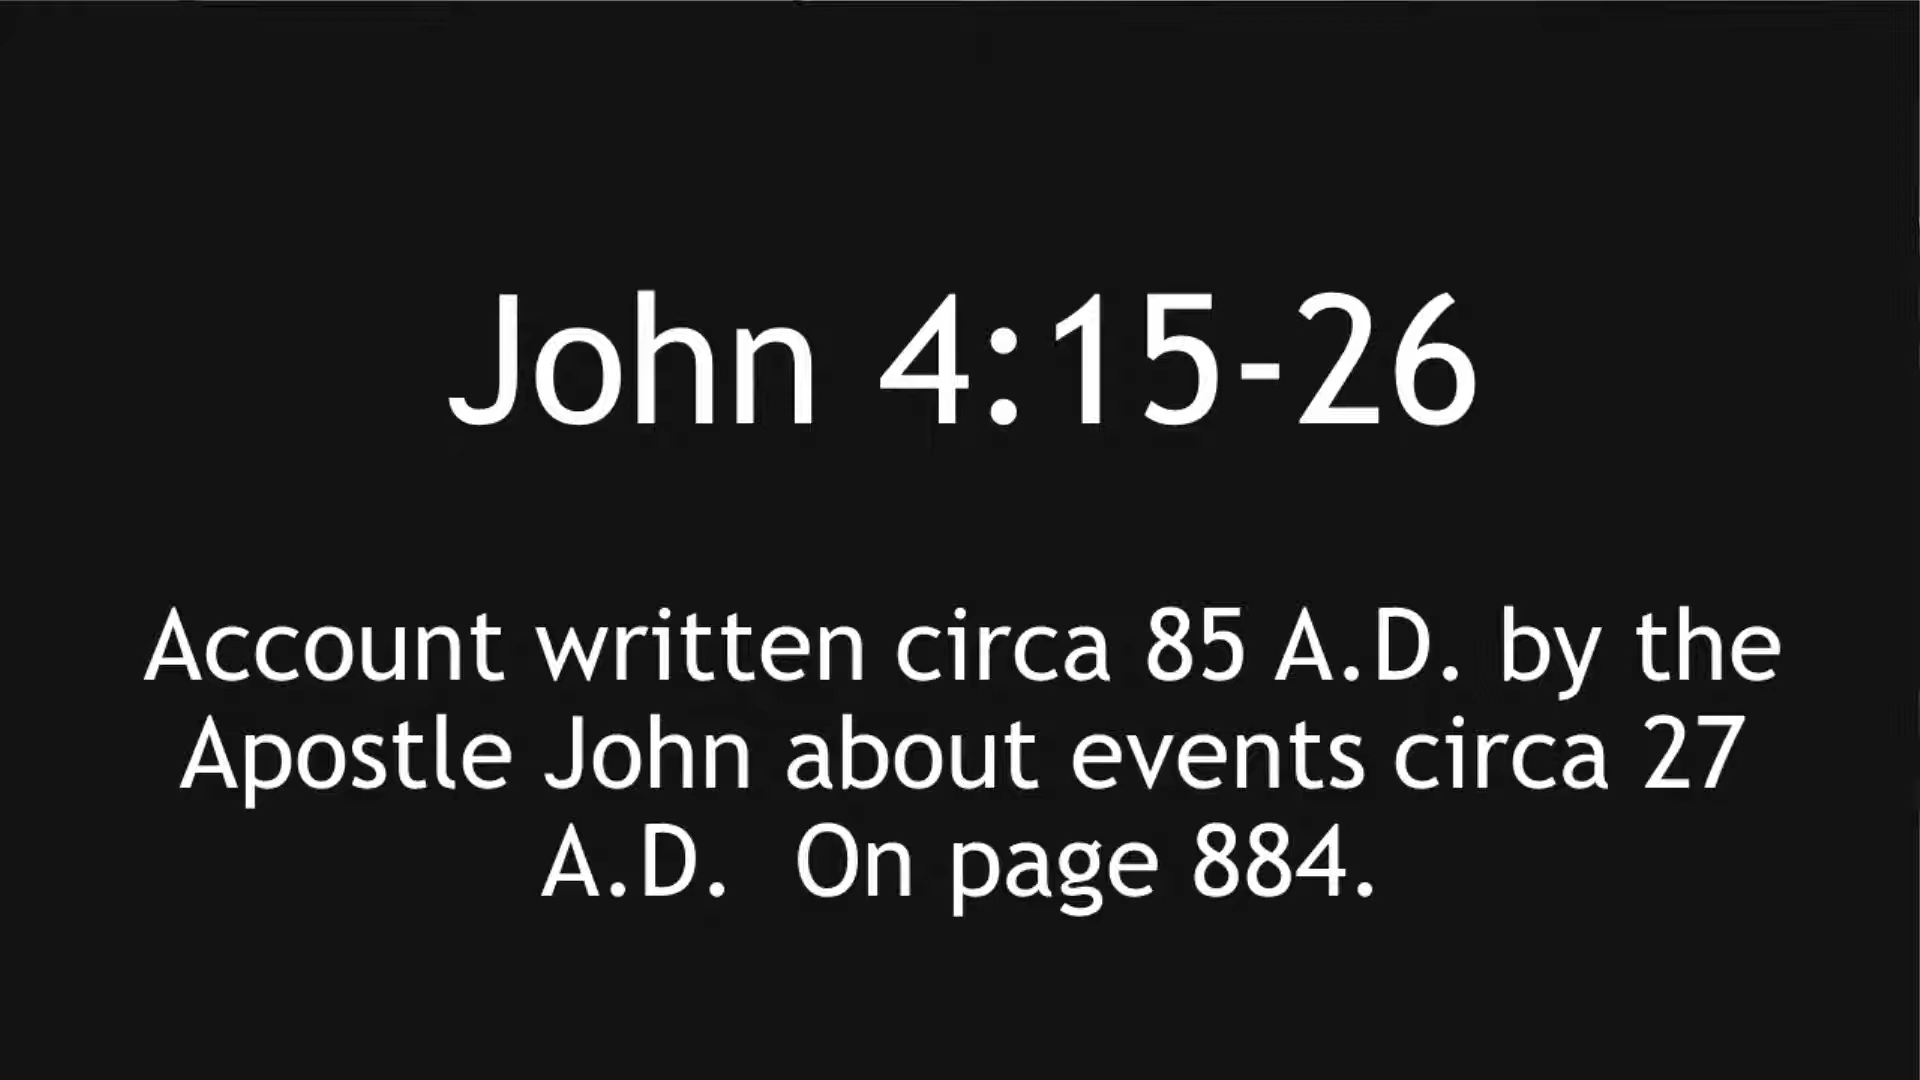 John 4:15-26
Account written circa 85 A.D. by the
Apostle John about events circa 27
A.D.  On page 884.